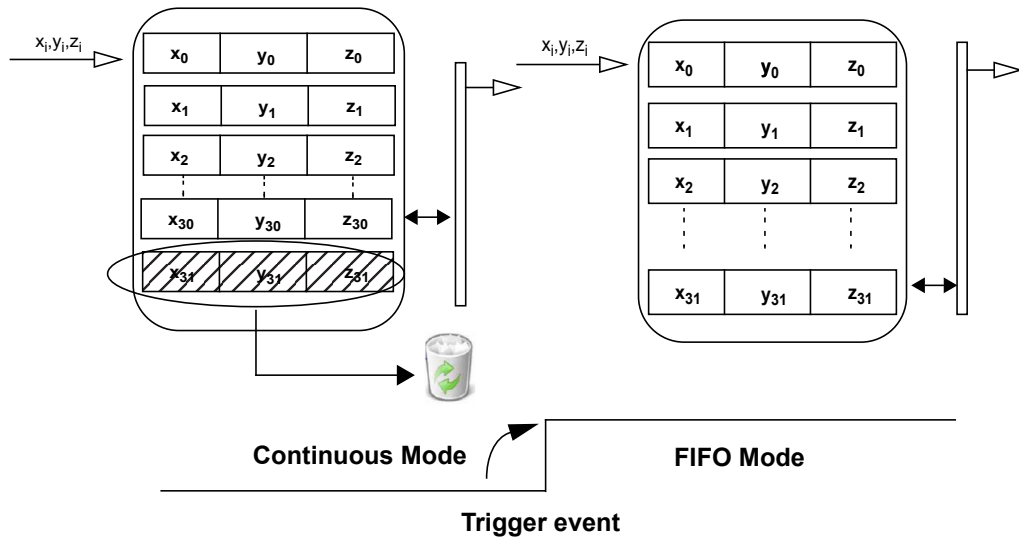 xᵢ,yᵢ,zᵢ
x₀ y₀ z₀
x₁ y₁ z₁
x₂ y₂ z₂
x₃₀ y₃₀ z₃₀
x₃₁ y₃₁ z₃₁
xᵢ,yᵢ,zᵢ
x₀ y₀ z₀
x₁ y₁ z₁
x₂ y₂ z₂
x₃₁ y₃₁ z₃₁
Continuous Mode
FIFO Mode
Trigger event